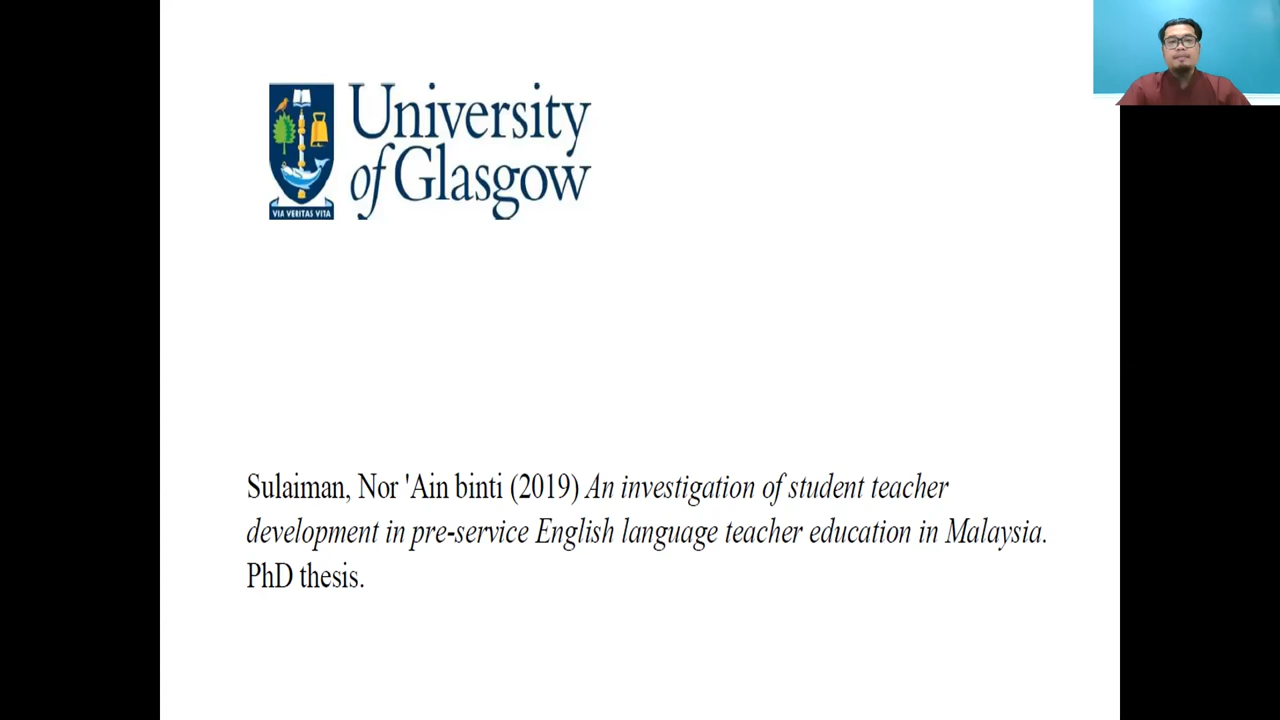 University
of Glasgow
VIA VERITAS VITA
Sulaiman, Nor 'Ain binti (2019) An investigation of student teacher
development in pre-service English language teacher education in Malaysia.
PhD thesis.